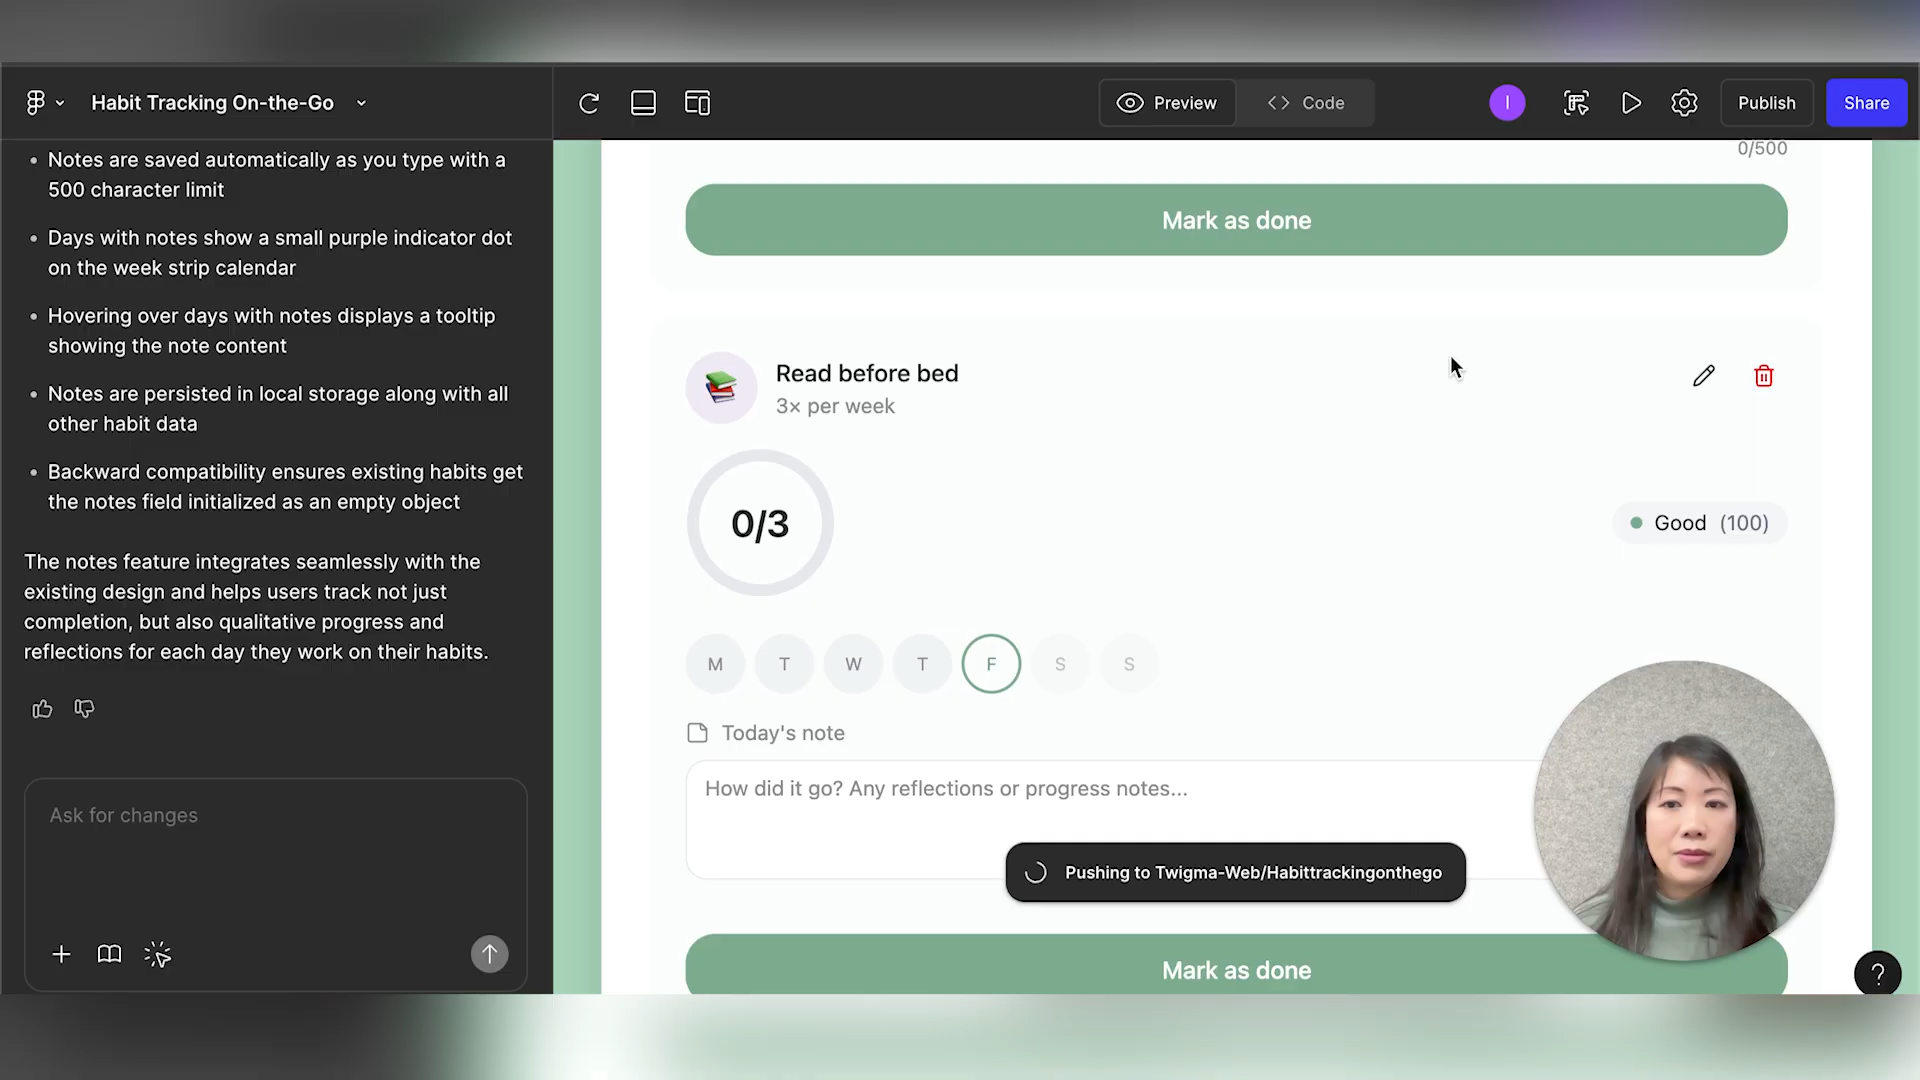 Habit Tracking On-the-Go
Preview
Code
I
Publish
Share
Notes are saved automatically as you type with a
500 character limit
Days with notes show a small purple indicator dot
on the week strip calendar
Hovering over days with notes displays a tooltip
showing the note content
Notes are persisted in local storage along with all
other habit data
Backward compatibility ensures existing habits get
the notes field initialized as an empty object
The notes feature integrates seamlessly with the
existing design and helps users track not just
completion, but also qualitative progress and
reflections for each day they work on their habits.
Ask for changes
0/500
Mark as done
Read before bed
3× per week
0/3
Good (100)
M T W T F S S
Today's note
How did it go? Any reflections or progress notes...
Pushing to Twigma-Web/Habittrackingonthego
Mark as done
?